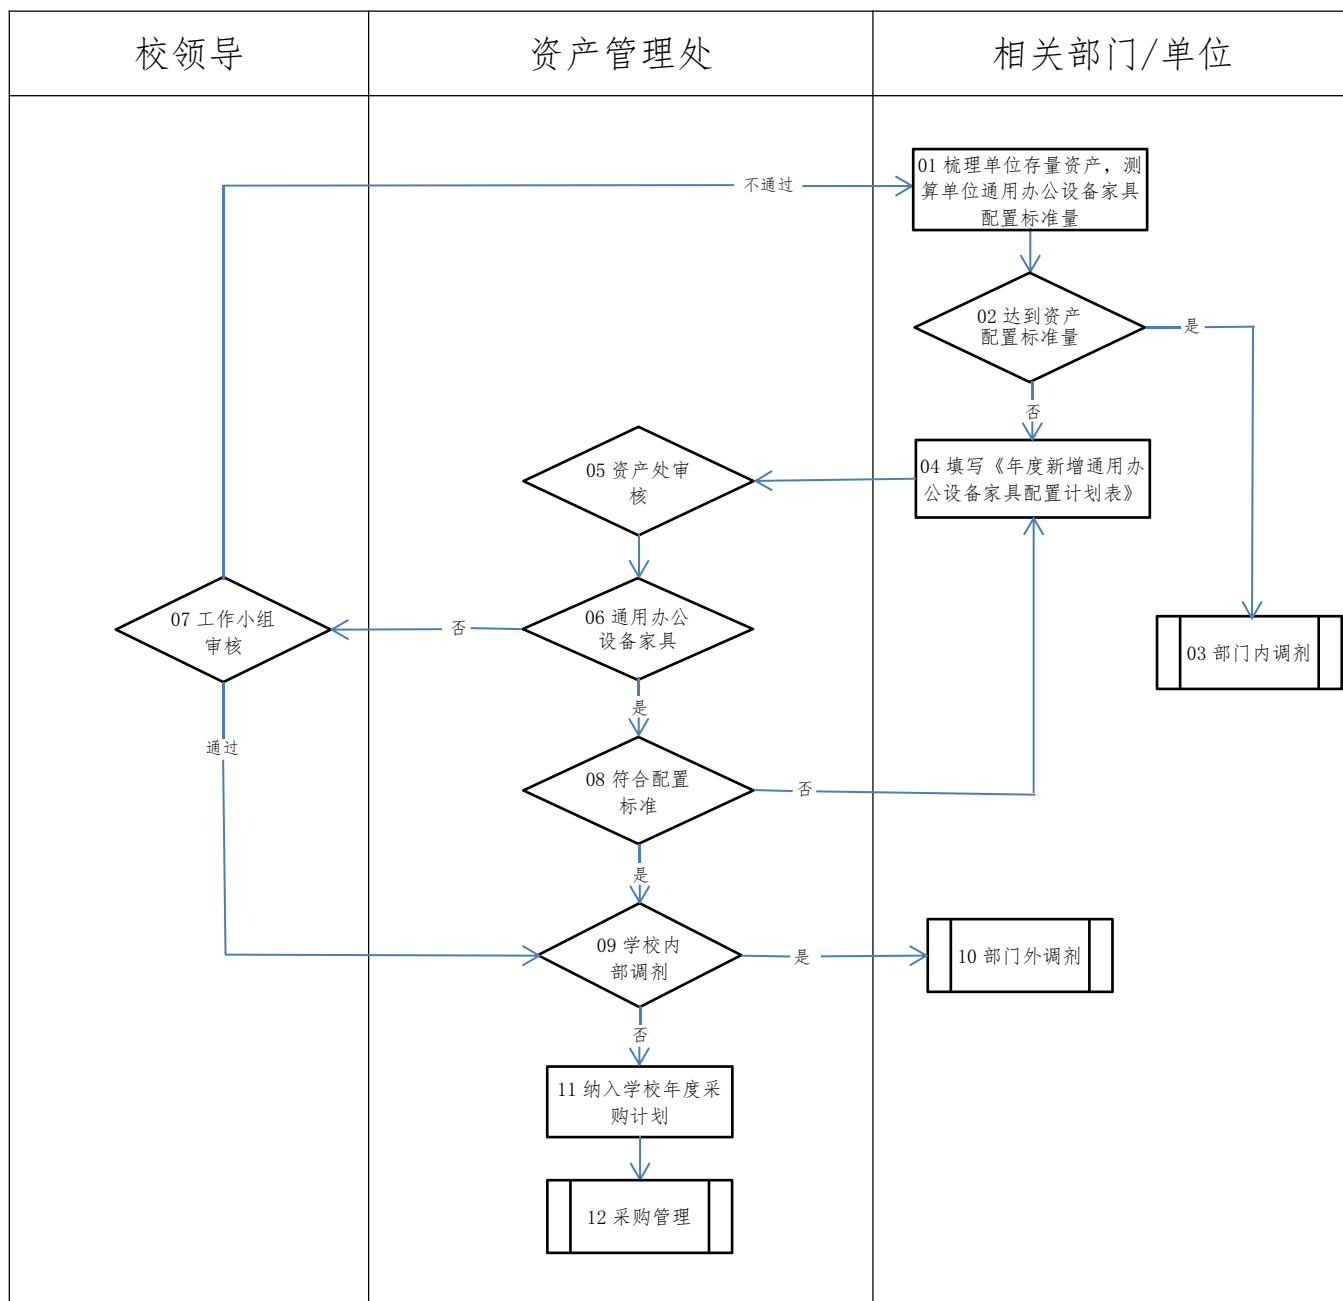 校领导
资产管理处
相关部门/单位
01 梳理单位存量资产，测
算单位通用办公设备家具
配置标准量
不通过
02 达到资产
配置标准量
是
否
04 填写《年度新增通用办
公设备家具配置计划表》
05 资产处审
核
06 通用办公
设备家具
否
07 工作小组
审核
03 部门内调剂
是
通过
08 符合配置
标准
否
是
09 学校内
部调剂
是
10 部门外调剂
否
11 纳入学校年度采
购计划
12 采购管理